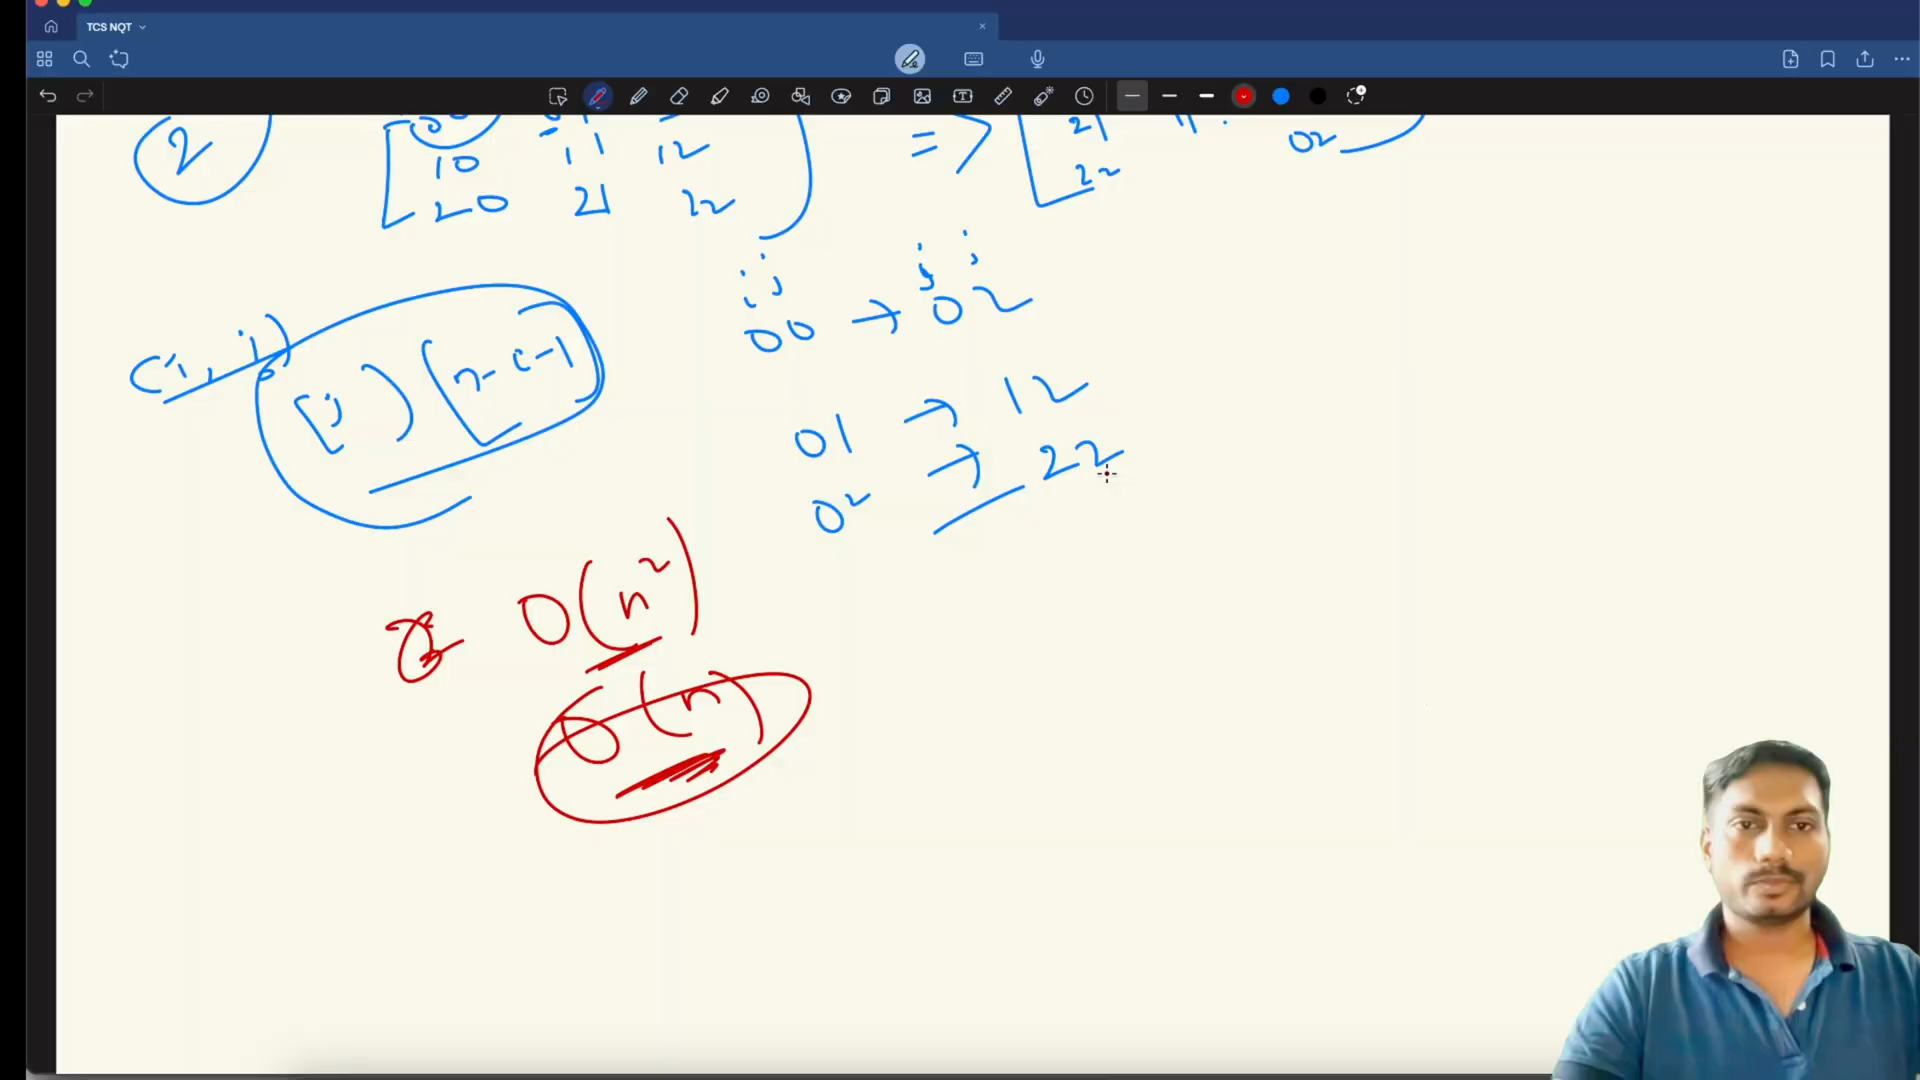 TCS NQT
2
10 11 12 => 21 02
20 21 22 22
i j j j
00 → 02
(i, j) [j] [n-i-1]
01 → 12
02 → 22
O(n²)
O(n)